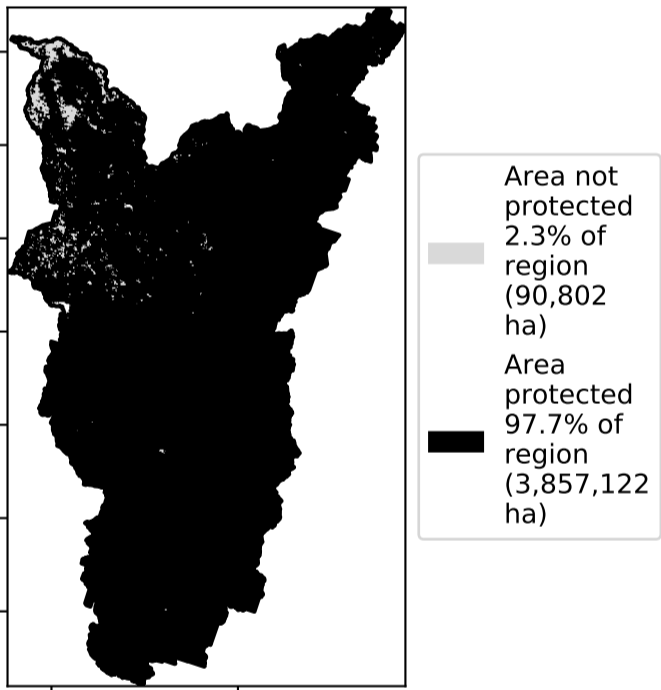 Area not
protected
2.3% of
region
(90,802
ha)
Area
protected
97.7% of
region
(3,857,122
ha)